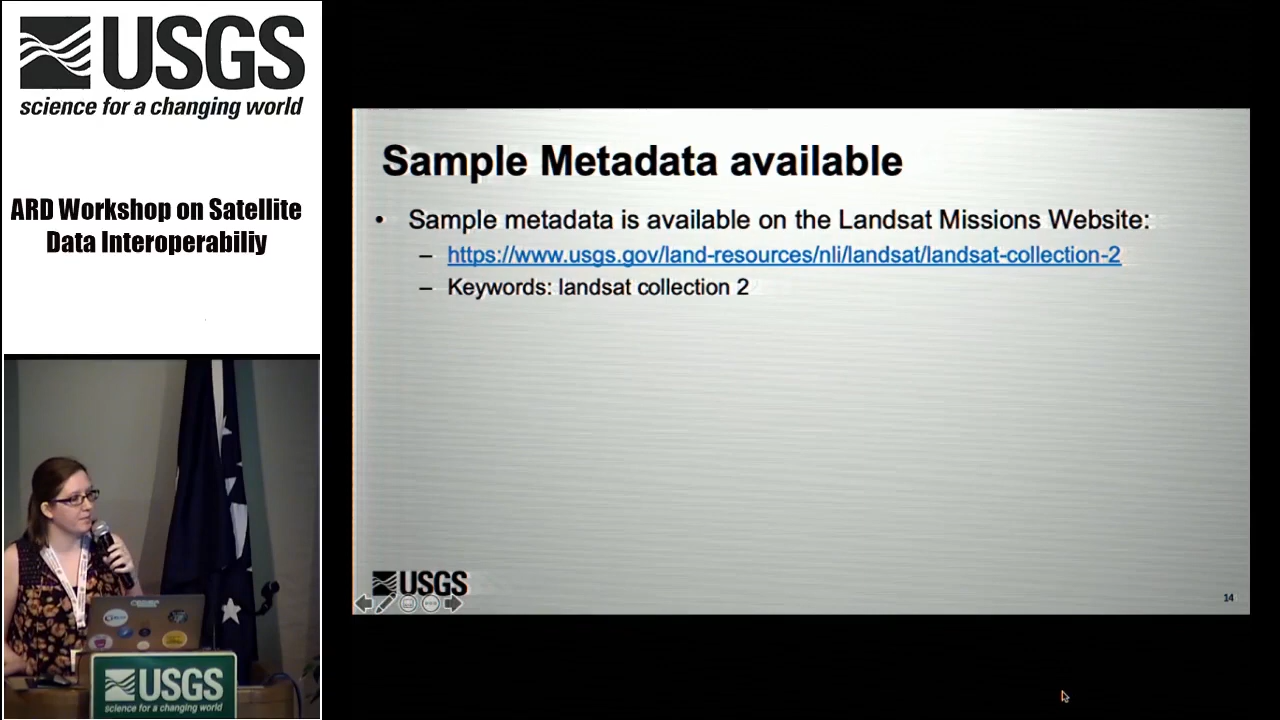 USGS
science for a changing world
ARD Workshop on Satellite
Data Interoperabiliy
Sample Metadata available
• Sample metadata is available on the Landsat Missions Website:
– https://www.usgs.gov/land-resources/nli/landsat/landsat-collection-2
– Keywords: landsat collection 2
USGS
14
USGS
science for a changing world